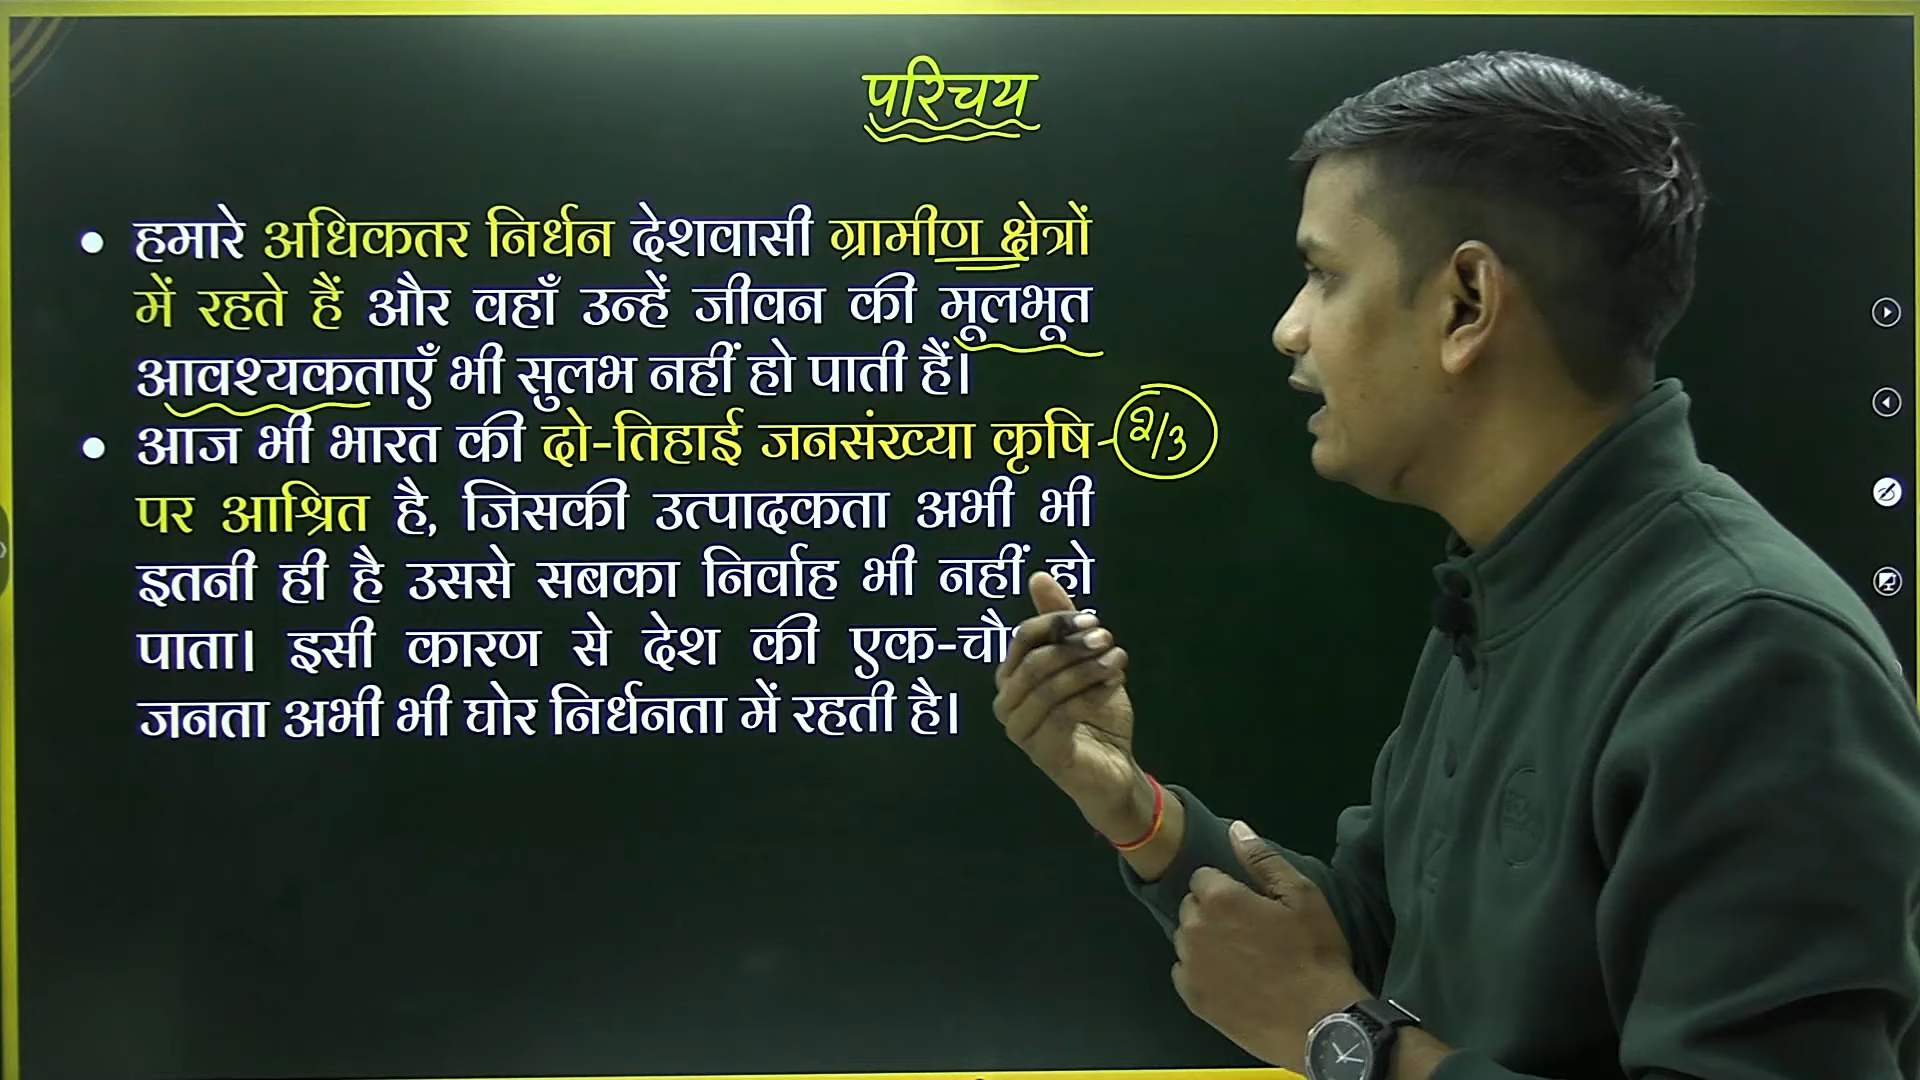 परिचय
हमारे अधिकतर निर्धन देशवासी ग्रामीण क्षेत्रों
में रहते हैं और वहाँ उन्हें जीवन की मूलभूत
आवश्यकताएँ भी सुलभ नहीं हो पाती हैं।
आज भी भारत की दो-तिहाई जनसंख्या कृषि 2/3
पर आश्रित है, जिसकी उत्पादकता अभी भी
इतनी ही है उससे सबका निर्वाह भी नहीं हो
पाता। इसी कारण से देश की
जनता अभी भी घोर निर्धनता में रहती है।